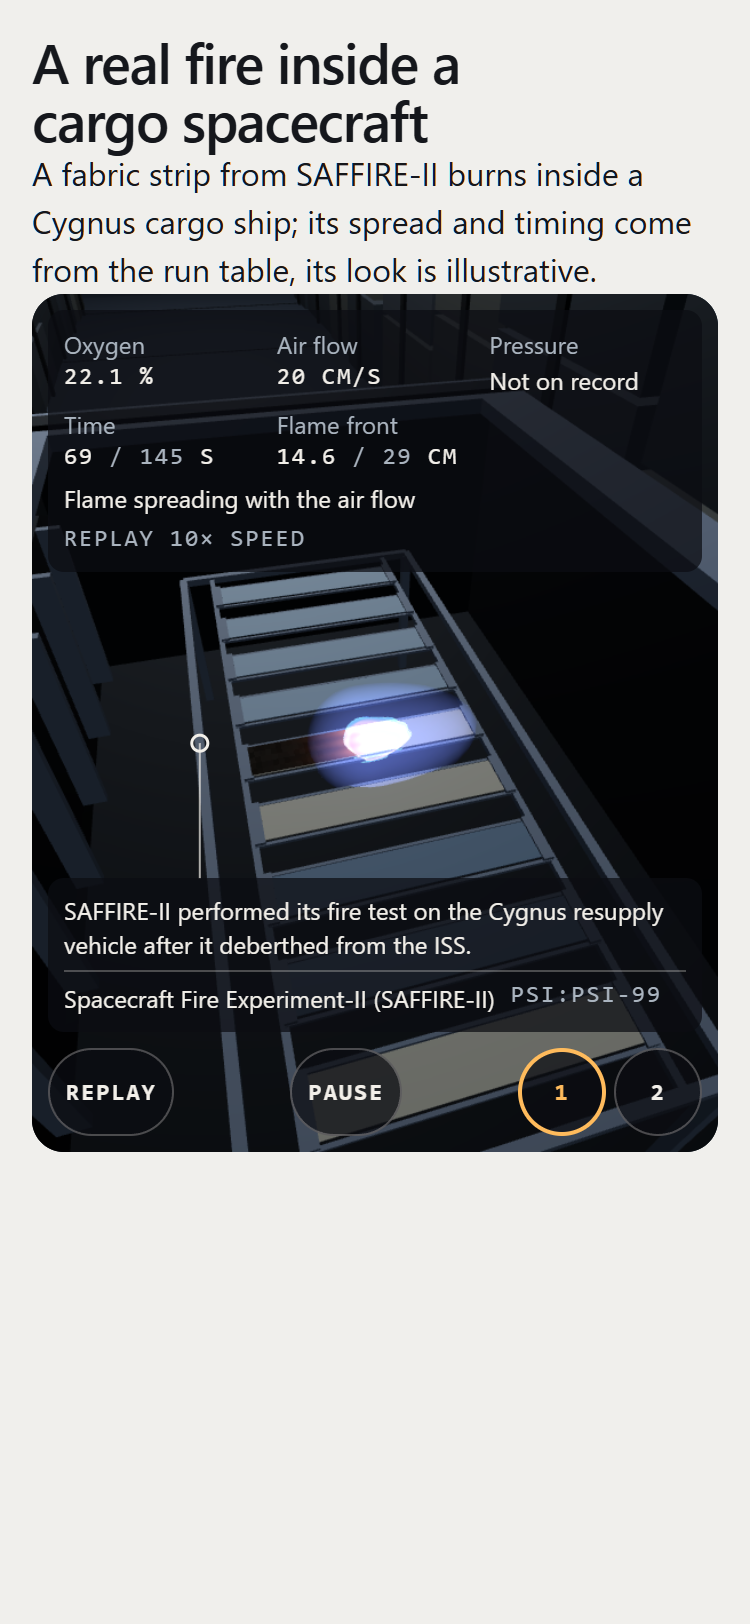 A real fire inside a
cargo spacecraft
A fabric strip from SAFFIRE-II burns inside a
Cygnus cargo ship; its spread and timing come
from the run table, its look is illustrative.
Oxygen Air flow Pressure
22.1 % 20 CM/S Not on record
Time Flame front
69 / 145 S 14.6 / 29 CM
Flame spreading with the air flow
REPLAY 10× SPEED
SAFFIRE-II performed its fire test on the Cygnus resupply
vehicle after it deberthed from the ISS.
Spacecraft Fire Experiment-II (SAFFIRE-II) PSI:PSI-99
REPLAY PAUSE 1 2